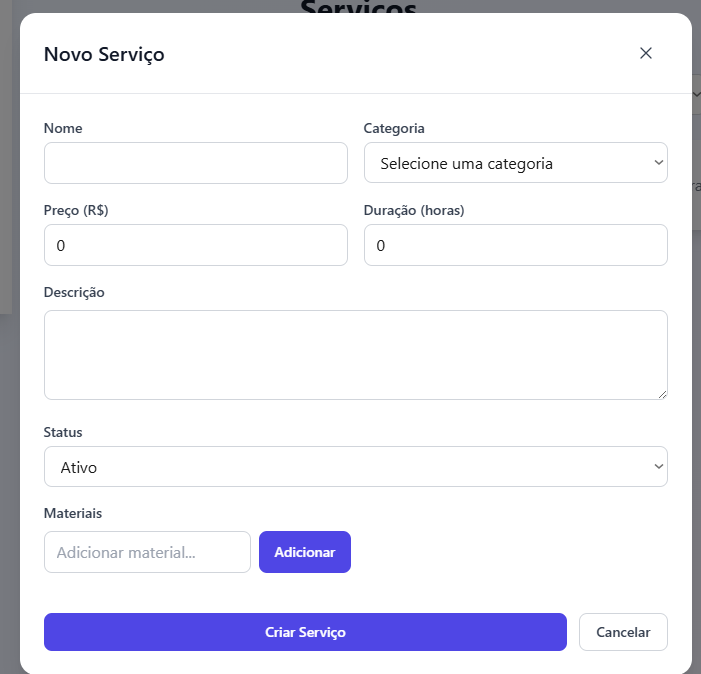 Serviços
Novo Serviço
Nome
Categoria
Selecione uma categoria
Preço (R$)
Duração (horas)
0
0
Descrição
Status
Ativo
Materiais
Adicionar material...
Adicionar
Criar Serviço
Cancelar